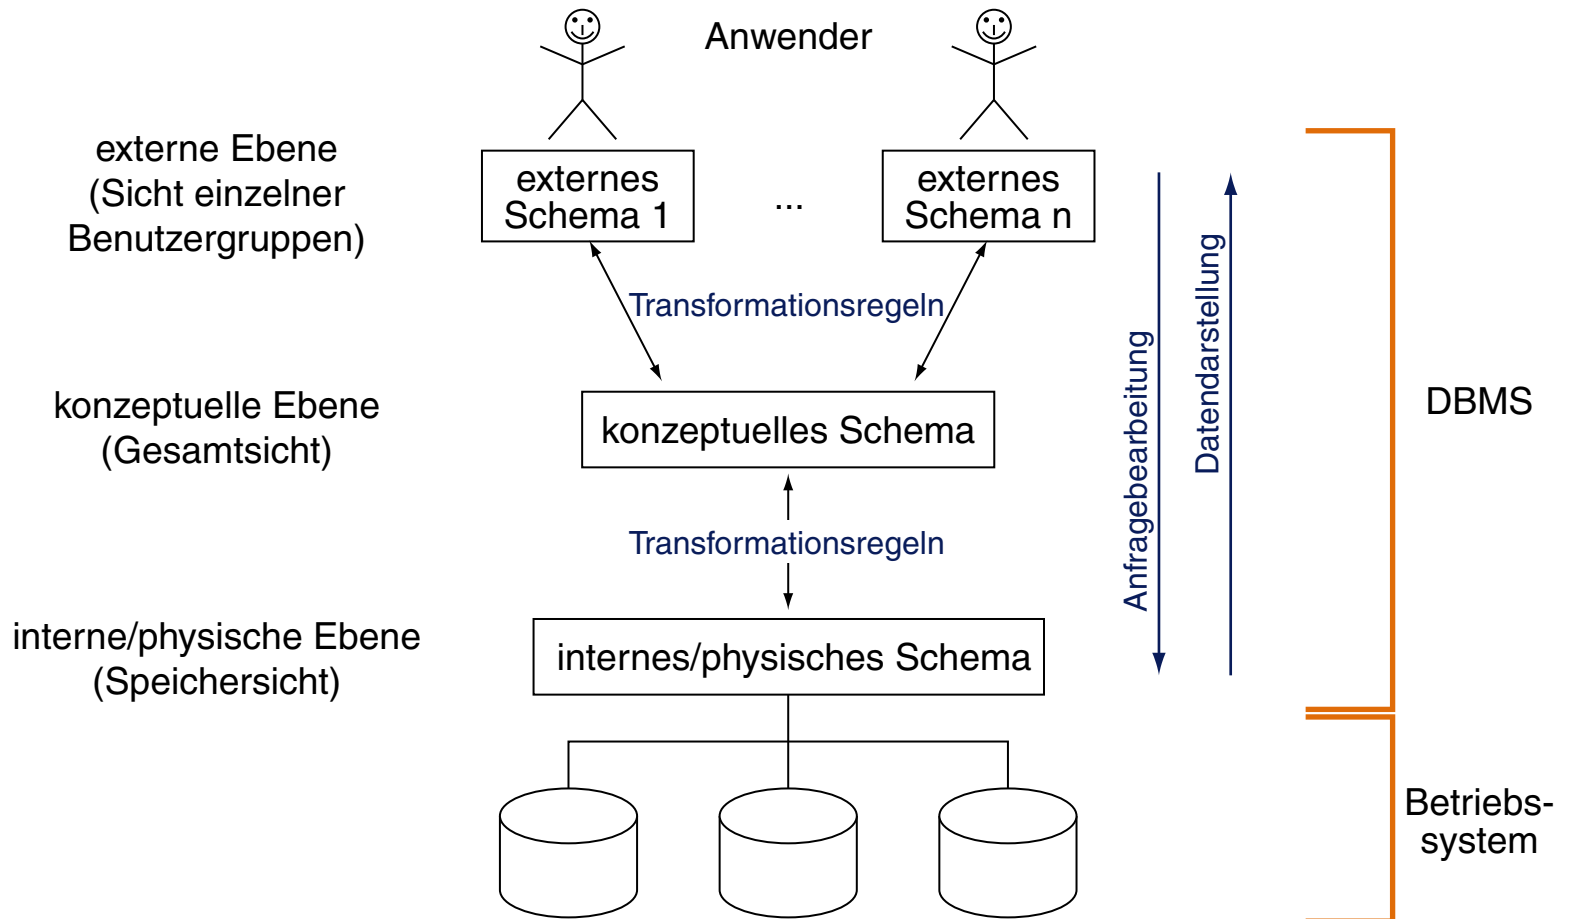 Anwender
externe Ebene
(Sicht einzelner
Benutzergruppen)
externes
Schema 1
...
externes
Schema n
Transformationsregeln
konzeptuelle Ebene
(Gesamtsicht)
konzeptuelles Schema
Transformationsregeln
interne/physische Ebene
(Speichersicht)
internes/physisches Schema
Anfragebearbeitung
Datendarstellung
DBMS
Betriebs-
system